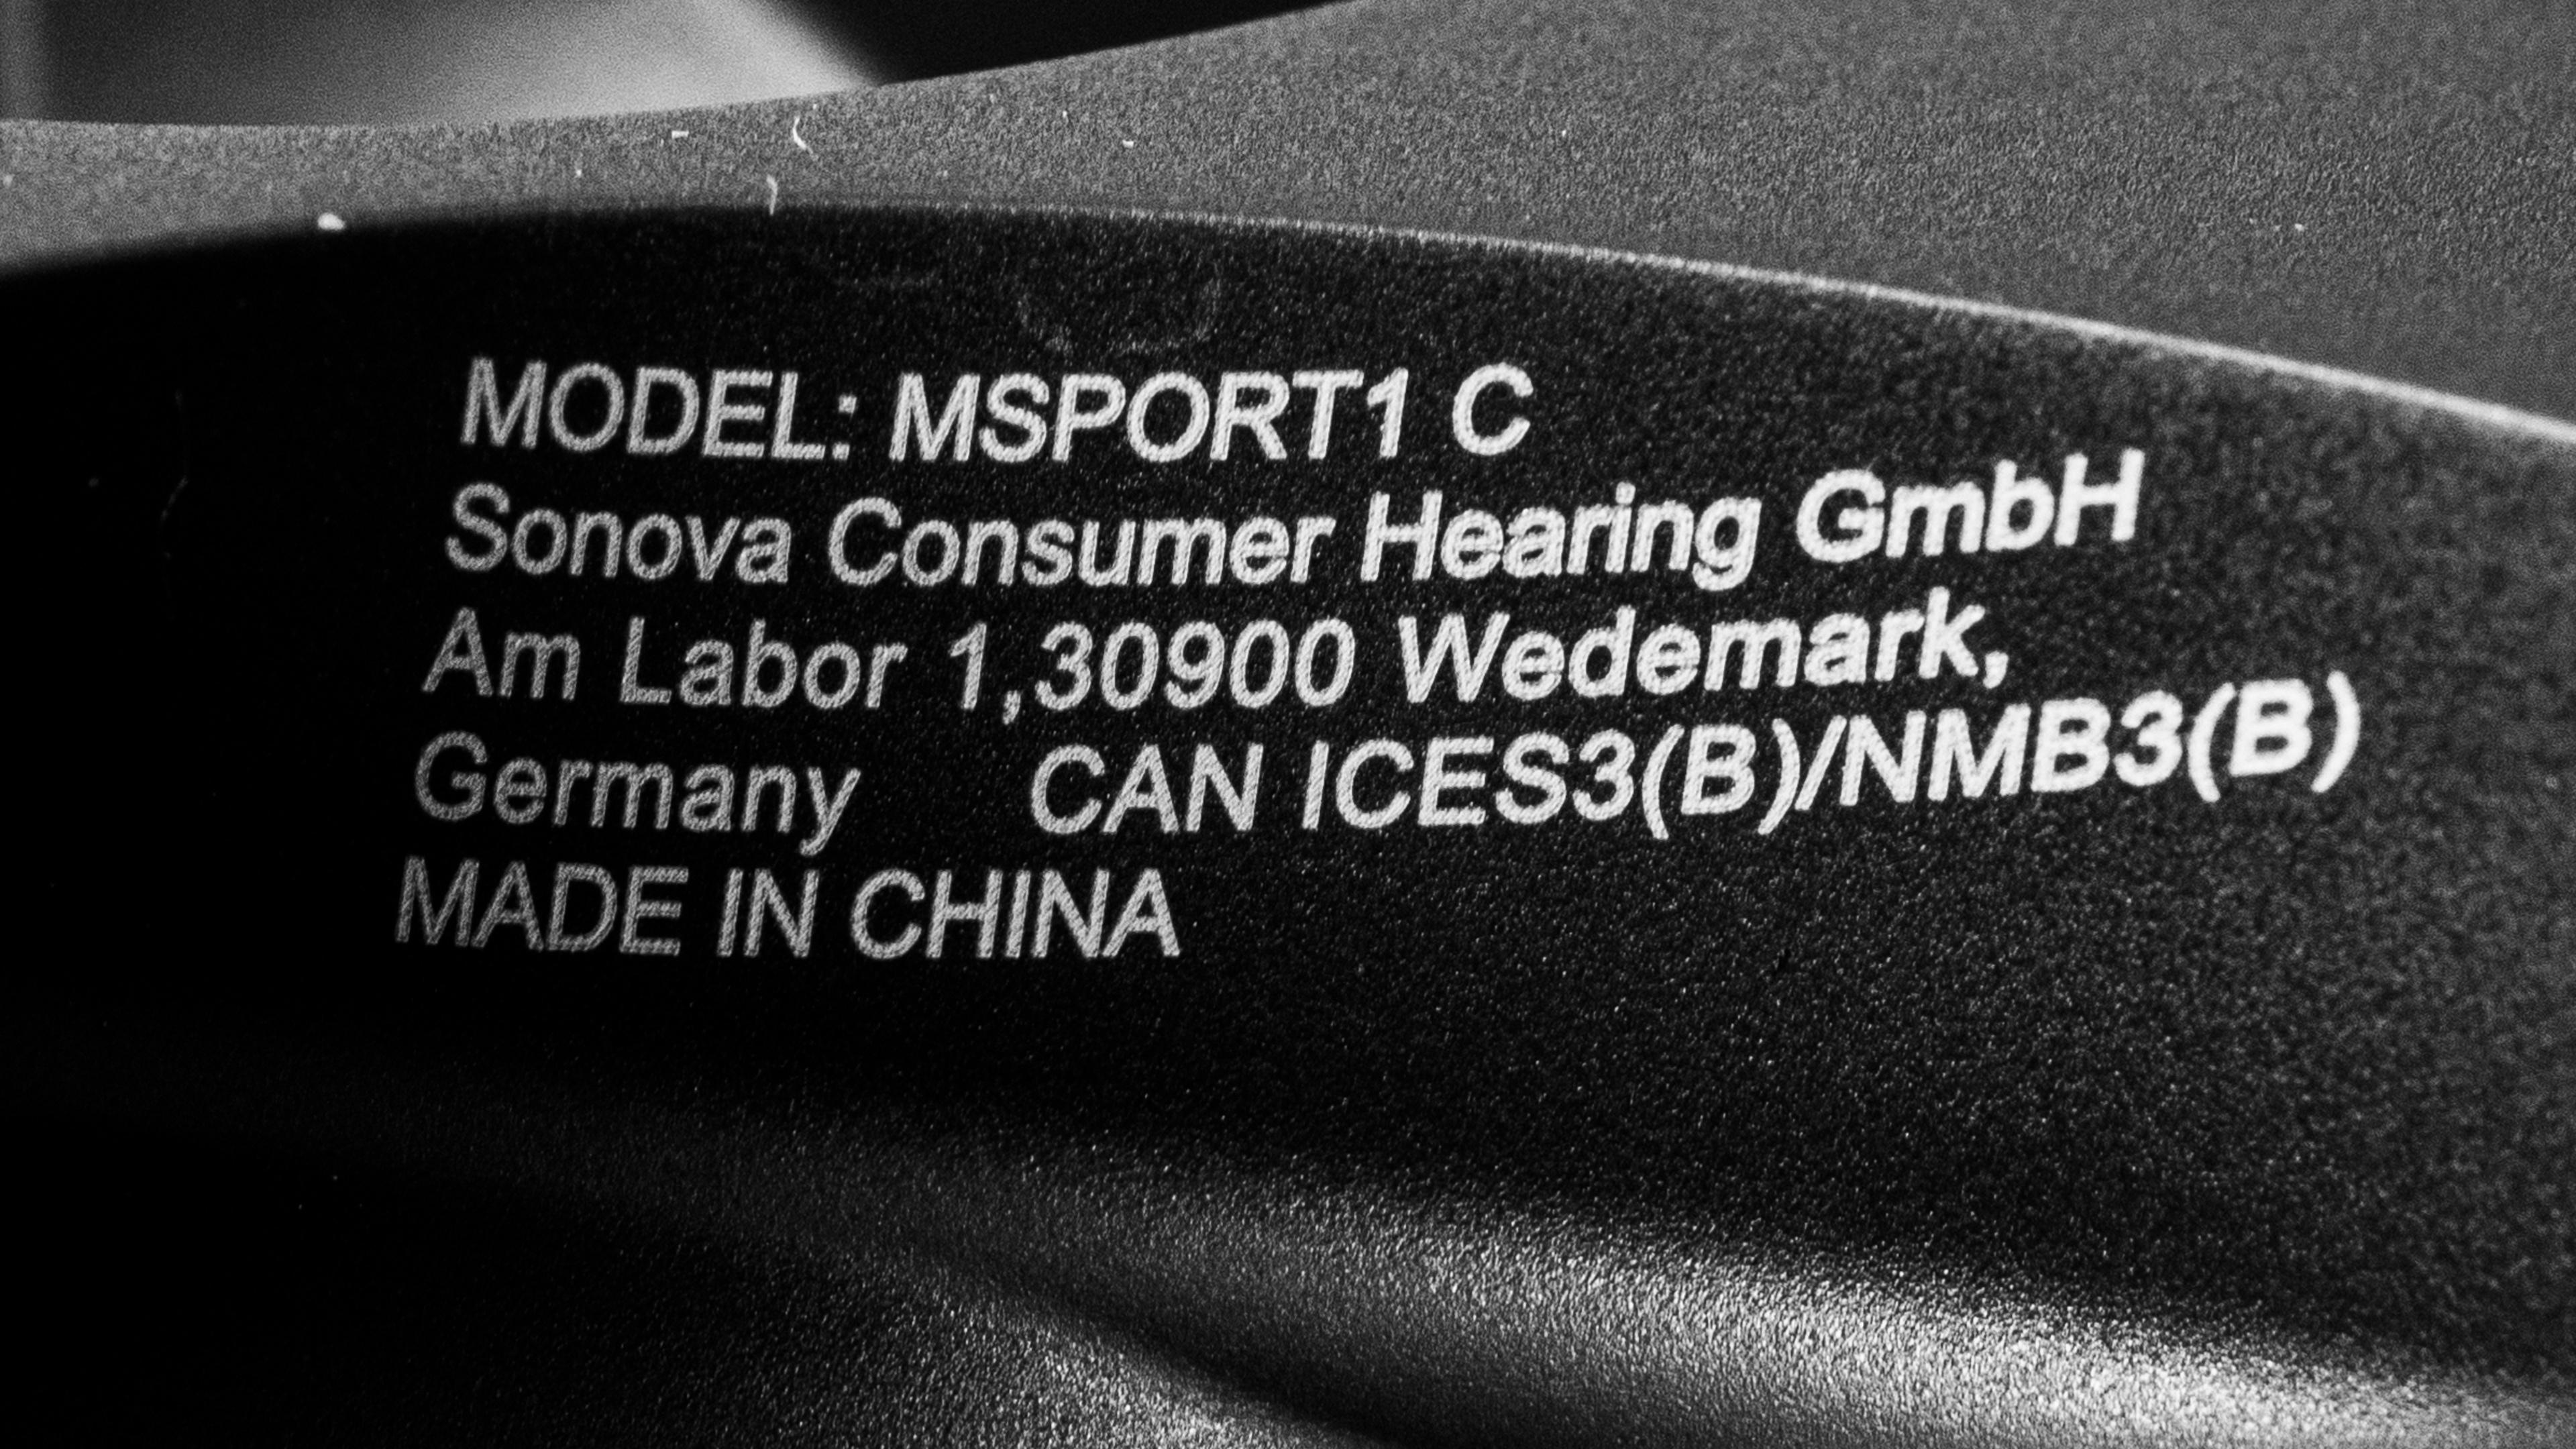 MODEL: MSPORT1 C
Sonova Consumer Hearing GmbH
Am Labor 1,30900 Wedemark,
Germany CAN ICES3(B)/NMB3(B)
MADE IN CHINA